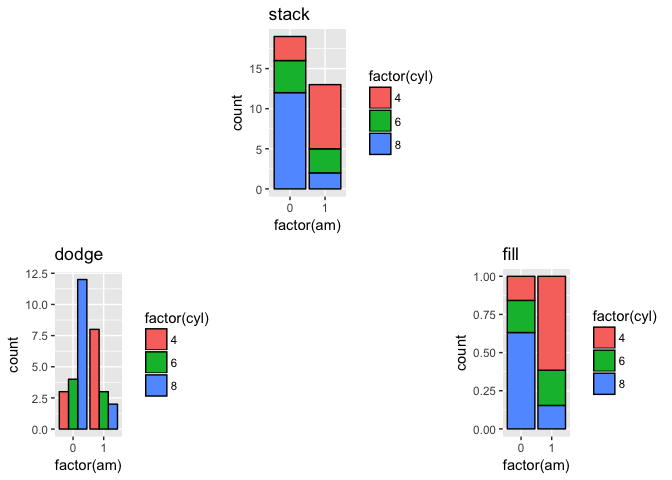 stack
15
10
5
0
count
0 1
factor(am)
factor(cyl)
4
6
8
dodge
12.5
10.0
7.5
5.0
2.5
0.0
count
0 1
factor(am)
factor(cyl)
4
6
8
fill
1.00
0.75
0.50
0.25
0.00
count
0 1
factor(am)
factor(cyl)
4
6
8